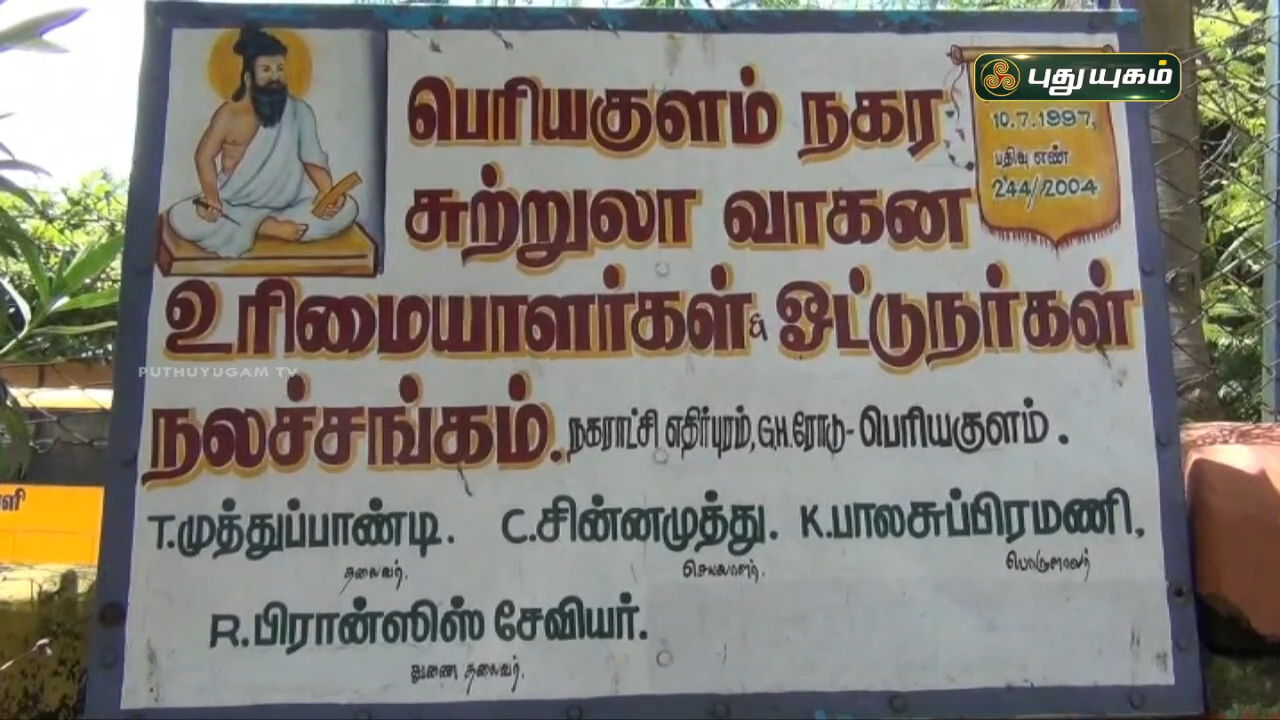 புதுயுகம்
10.7.1997,
பதிவு எண்
244/2004
பெரியகுளம் நகர
சுற்றுலா வாகன
உரிமையாளர்கள் & ஓட்டுநர்கள்
PUTHUYUGAM TV
நலச்சங்கம். நகராட்சி எதிர்புரம், G.H.ரோடு - பெரியகுளம்.
T.முத்துப்பாண்டி. C.சின்னமுத்து. K.பாலசுப்பிரமணி,
தலைவர். செயலாளர். பொருளாளர்
R.பிரான்ஸிஸ் சேவியர்.
துணை தலைவர்.
ளி